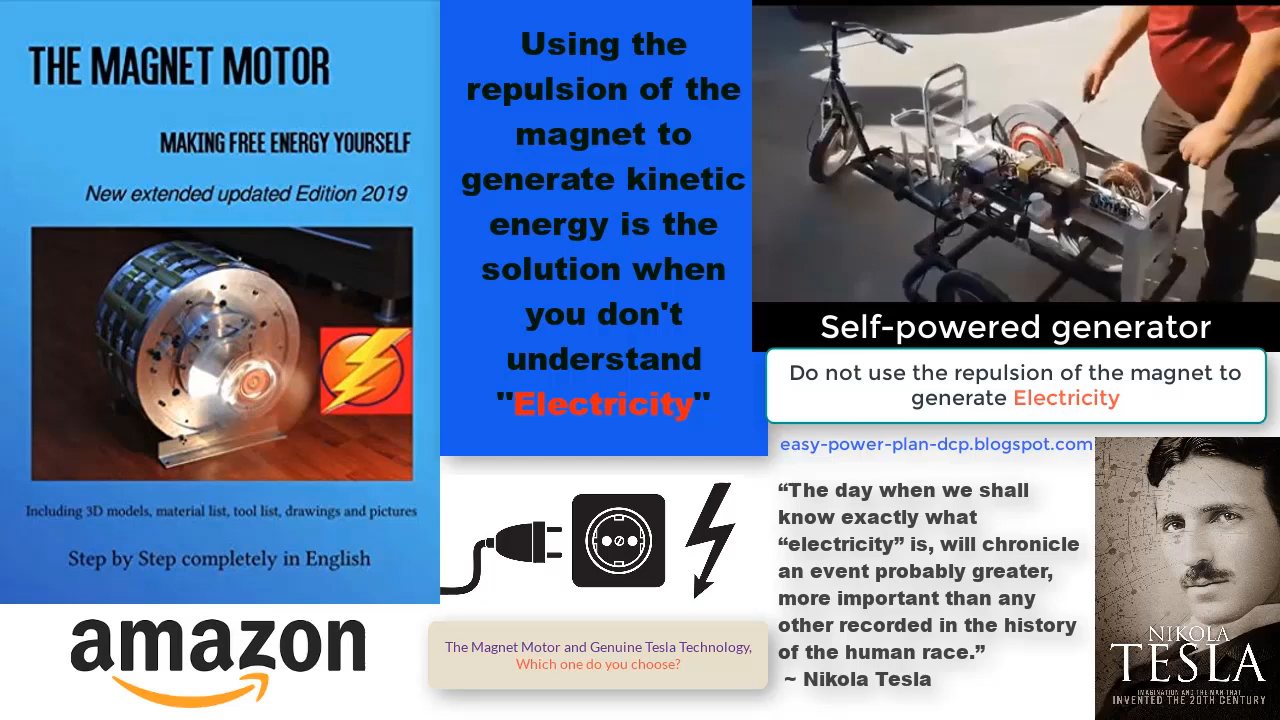 THE MAGNET MOTOR
MAKING FREE ENERGY YOURSELF
New extended updated Edition 2019
Including 3D models, material list, tool list, drawings and pictures
Step by Step completely in English
amazon
Using the
repulsion of the
magnet to
generate kinetic
energy is the
solution when
you don't
understand
"Electricity"
The Magnet Motor and Genuine Tesla Technology,
Which one do you choose?
Self-powered generator
Do not use the repulsion of the magnet to
generate Electricity
easy-power-plan-dcp.blogspot.com
“The day when we shall
know exactly what
“electricity” is, will chronicle
an event probably greater,
more important than any
other recorded in the history
of the human race.”
~ Nikola Tesla
NIKOLA
TESLA
IMAGINATION AND THE MAN THAT
INVENTED THE 20TH CENTURY